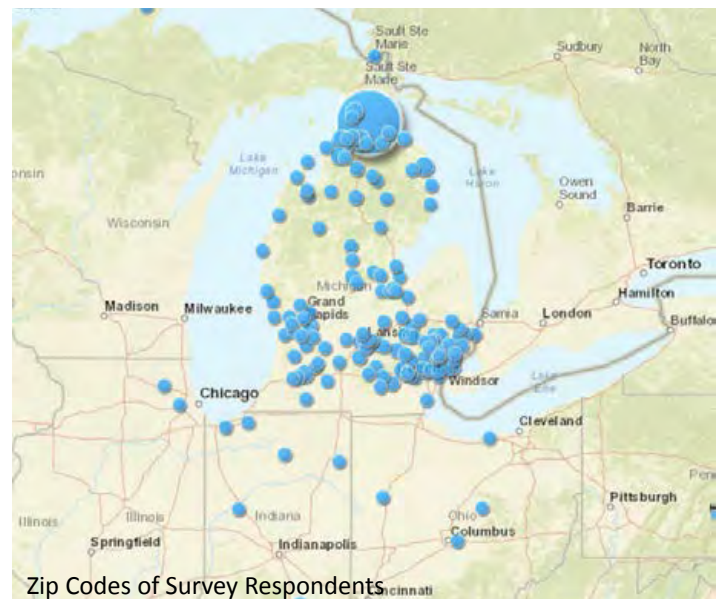 Sault Ste
Marie
Sault Ste
Marie
Sudbury
North
Bay
Lake
Michigan
Lake
Huron
Owen
Sound
Barrie
Wisconsin
Toronto
Hamilton
Michigan
Grand
Rapids
Madison
Milwaukee
Lans
Sarnia
London
Buffalo
Windsor
Lake
Erie
Chicago
Cleveland
Pittsburgh
Illinois
Illinois
Indiana
Ohio
Columbus
Springfield
Indianapolis
Cincinnati
Zip Codes of Survey Respondents